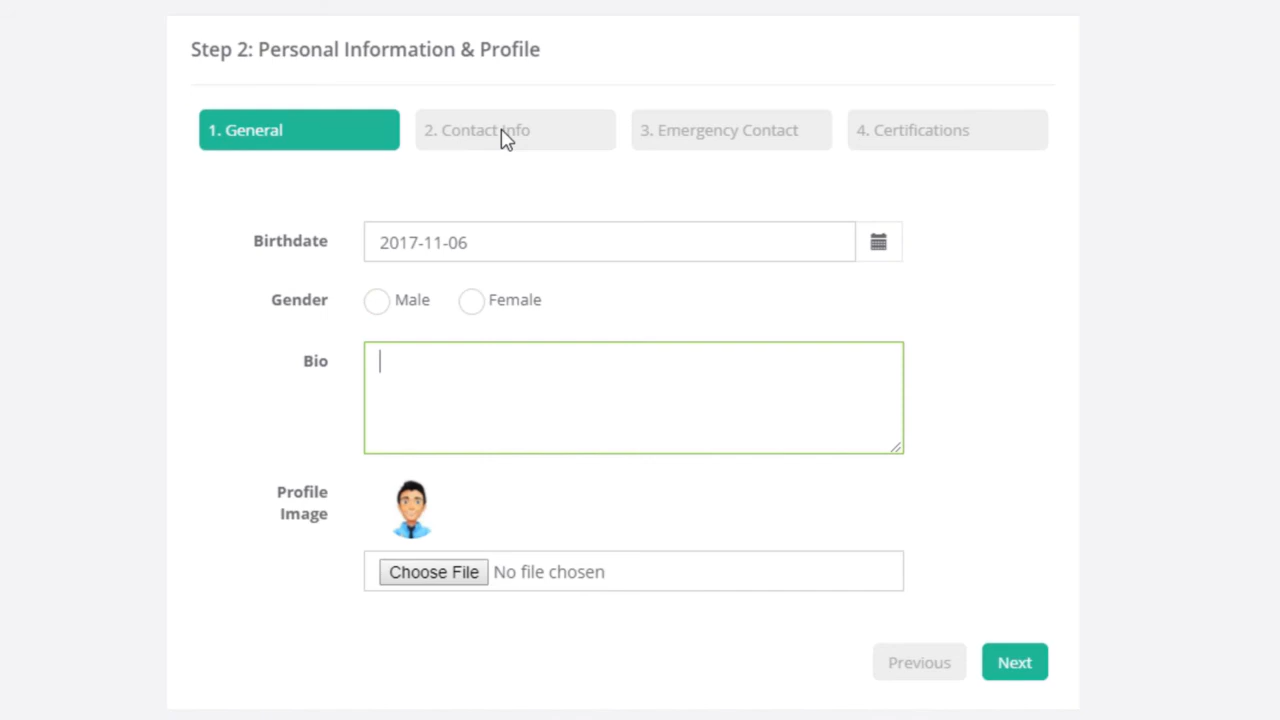 Step 2: Personal Information & Profile
1. General
2. Contact Info
3. Emergency Contact
4. Certifications
Birthdate
2017-11-06
Gender
Male
Female
Bio
Profile
Image
Choose File No file chosen
Previous
Next